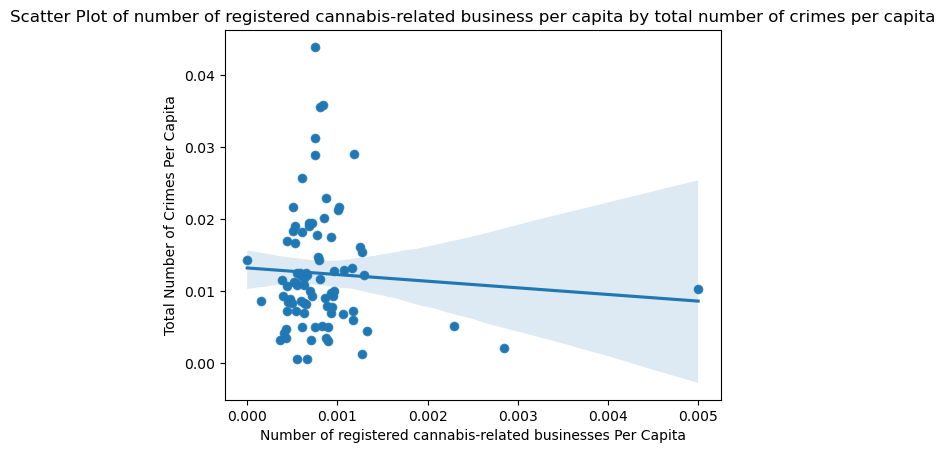 Scatter Plot of number of registered cannabis-related business per capita by total number of crimes per capita
Total Number of Crimes Per Capita
0.04
0.03
0.02
0.01
0.00
0.000 0.001 0.002 0.003 0.004 0.005
Number of registered cannabis-related businesses Per Capita